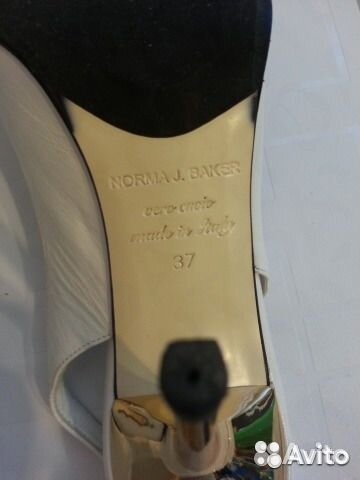 NORMA J. BAKER
vero cuoio
made in Italy
37
Avito